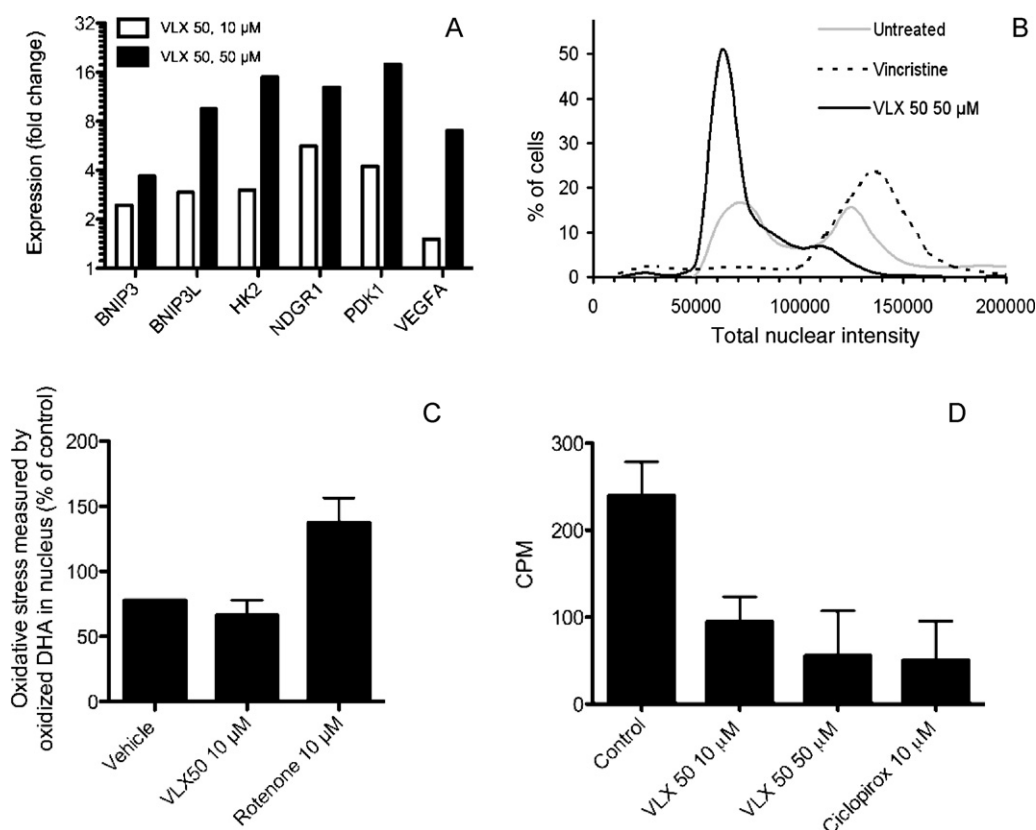 A
VLX 50, 10 µM
VLX 50, 50 µM
Expression (fold change)
32
16
8
4
2
1
BNIP3
BNIP3L
HK2
NDGR1
PDK1
VEGFA
B
Untreated
Vincristine
VLX 50 50 µM
% of cells
50
40
30
20
10
0
0
50000
100000
150000
200000
Total nuclear intensity
C
Oxidative stress measured by
oxidized DHA in nucleus (% of control)
200
150
100
50
0
Vehicle
VLX50 10 µM
Rotenone 10 µM
D
CPM
300
200
100
0
Control
VLX 50 10 µM
VLX 50 50 µM
Ciclopirox 10 µM